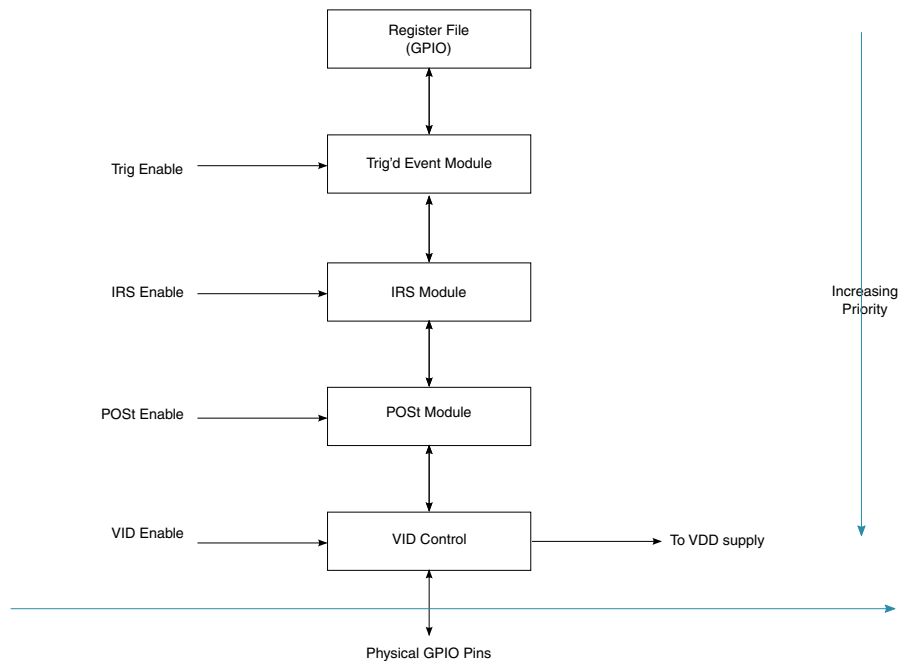 Register File
(GPIO)
Trig Enable
Trig'd Event Module
IRS Enable
IRS Module
Increasing
Priority
POSt Enable
POSt Module
VID Enable
VID Control
To VDD supply
Physical GPIO Pins